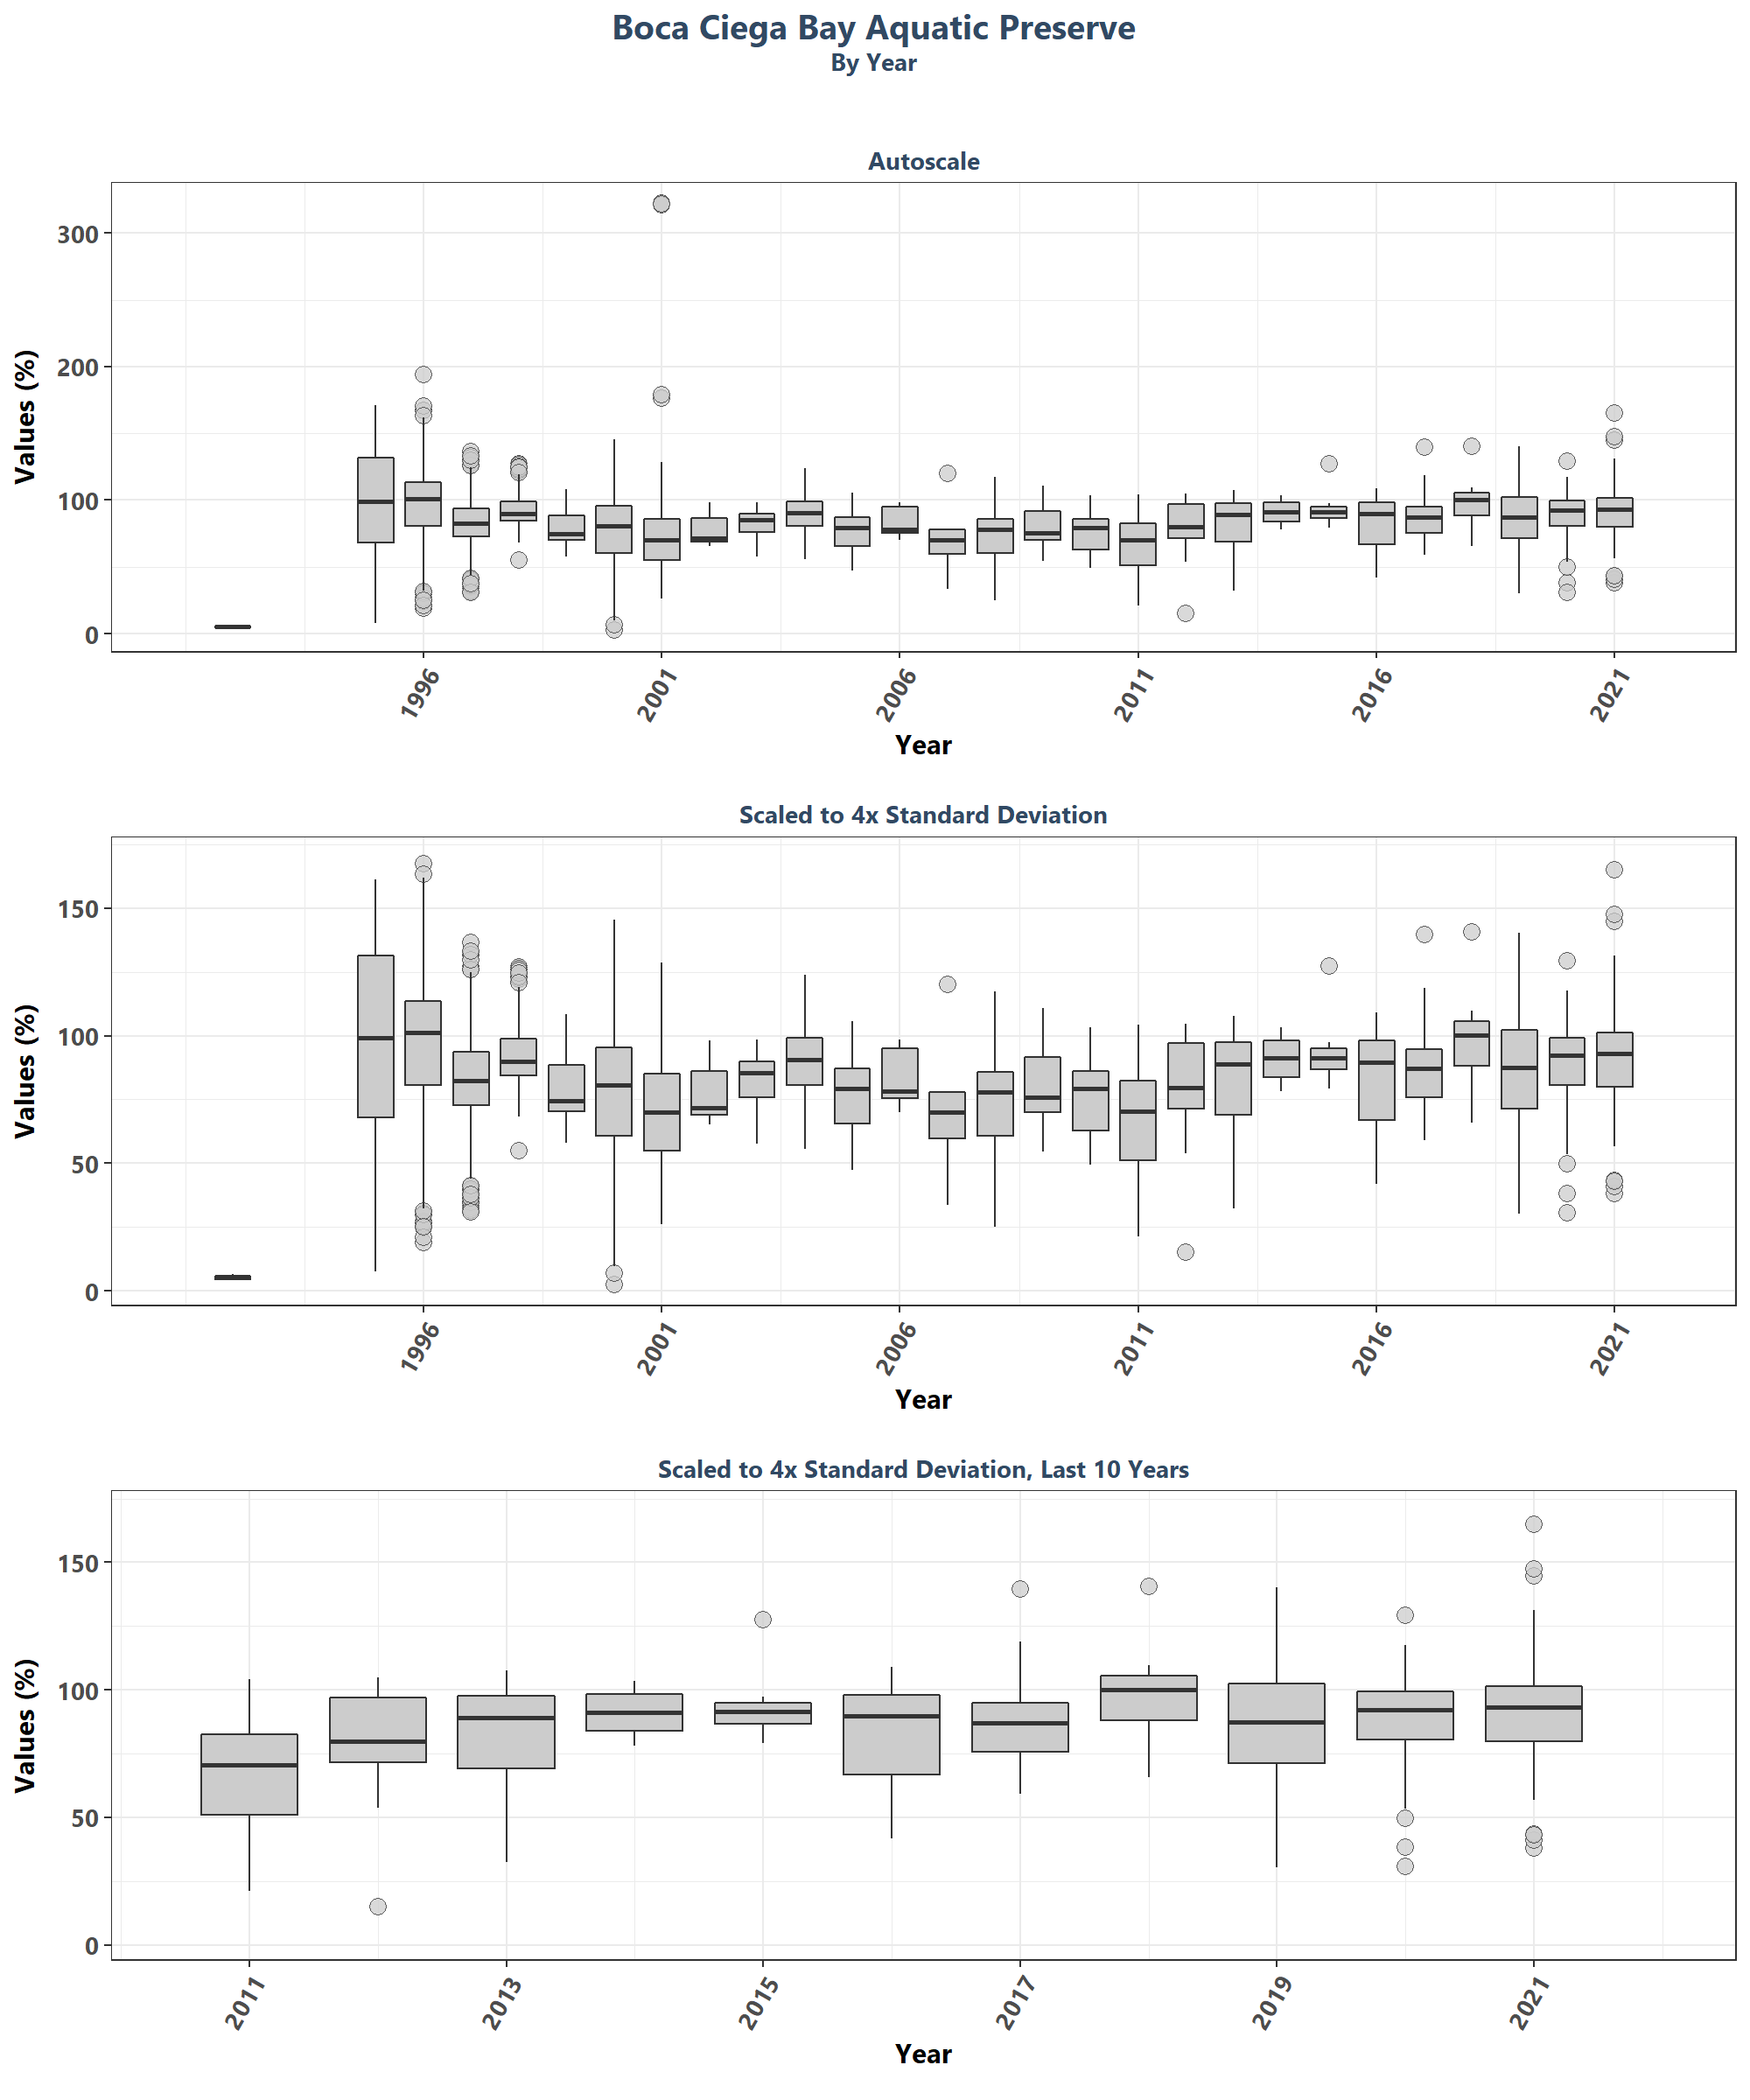 Boca Ciega Bay Aquatic Preserve
By Year
Autoscale
Values (%)
300
200
100
0
1996 2001 2006 2011 2016 2021
Year
Scaled to 4x Standard Deviation
Values (%)
150
100
50
0
1996 2001 2006 2011 2016 2021
Year
Scaled to 4x Standard Deviation, Last 10 Years
Values (%)
150
100
50
0
2011 2013 2015 2017 2019 2021
Year